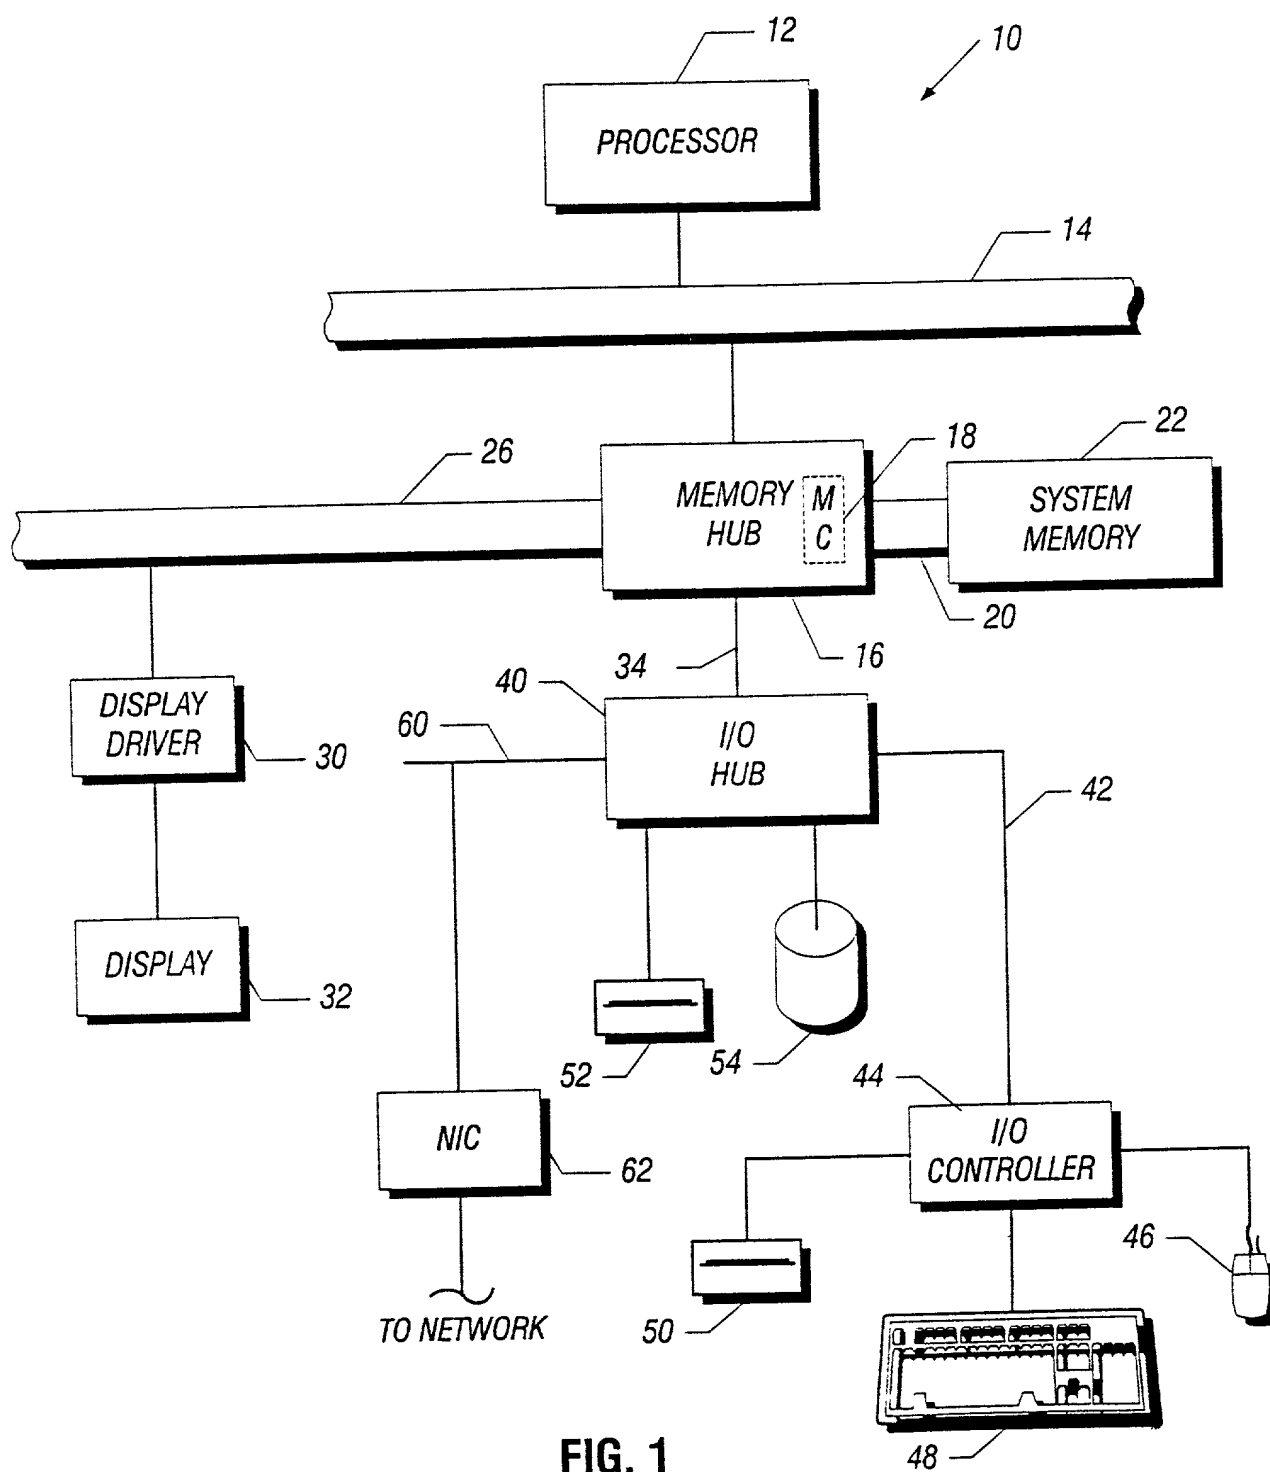 12
10
PROCESSOR
14
26
18
22
MEMORY
HUB
M
C
SYSTEM
MEMORY
20
16
34
40
DISPLAY
DRIVER
30
60
I/O
HUB
42
DISPLAY
32
52
54
44
NIC
62
I/O
CONTROLLER
46
50
TO NETWORK
48
FIG. 1